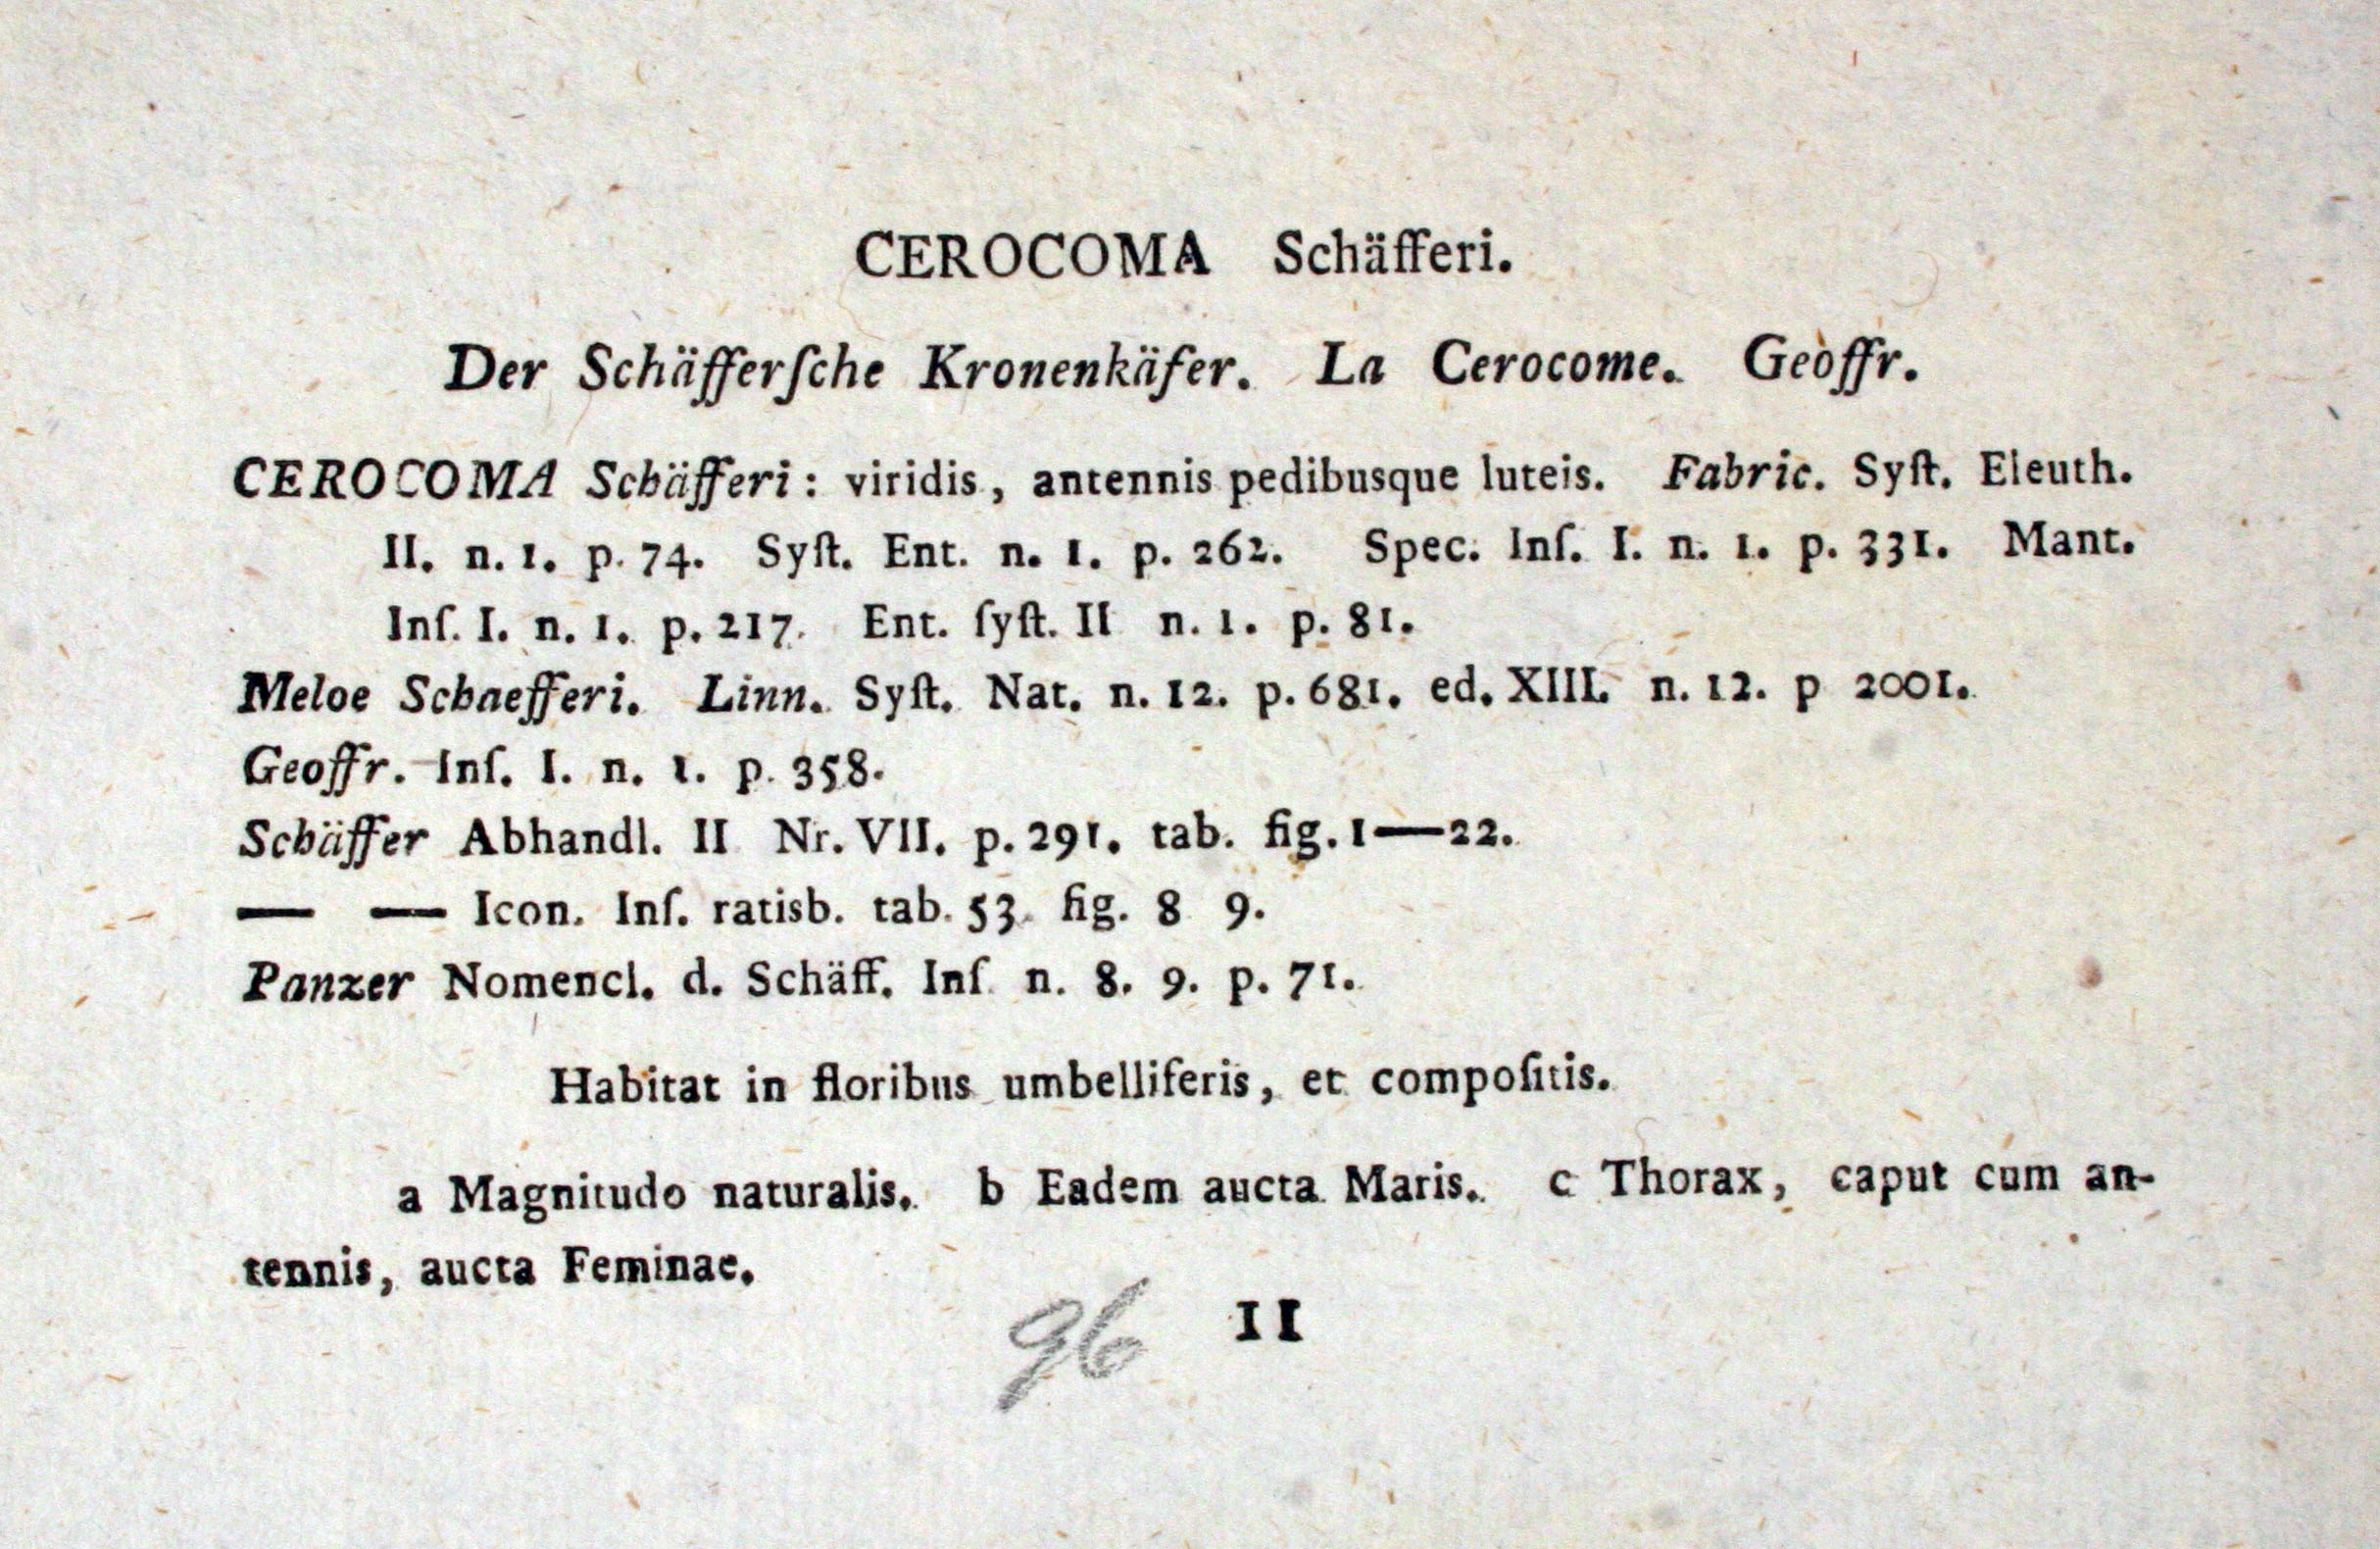 CEROCOMA Schäfferi.
Der Schäfferſche Kronenkäfer. La Cerocome. Geoffr.
CEROCOMA Schäfferi: viridis, antennis pedibusque luteis. Fabric. Syſt. Eleuth.
II. n. 1. p. 74. Syſt. Ent. n. 1. p. 262. Spec. Inſ. I. n. 1. p. 331. Mant.
Inſ. I. n. 1. p. 217. Ent. ſyſt. II n. 1. p. 81.
Meloe Schaefferi. Linn. Syſt. Nat. n. 12. p. 681. ed. XIII. n. 12. p 2001.
Geoffr. Inſ. I. n. 1. p. 358.
Schäffer Abhandl. II Nr. VII. p. 291. tab. fig. 1—22.
— — Icon. Inſ. ratisb. tab. 53. fig. 8 9.
Panzer Nomencl. d. Schäff. Inſ n. 8. 9. p. 71.
Habitat in floribus umbelliferis, et compoſitis.
a Magnitudo naturalis. b Eadem aucta Maris. c Thorax, caput cum an-
tennis, aucta Feminae.
96 11